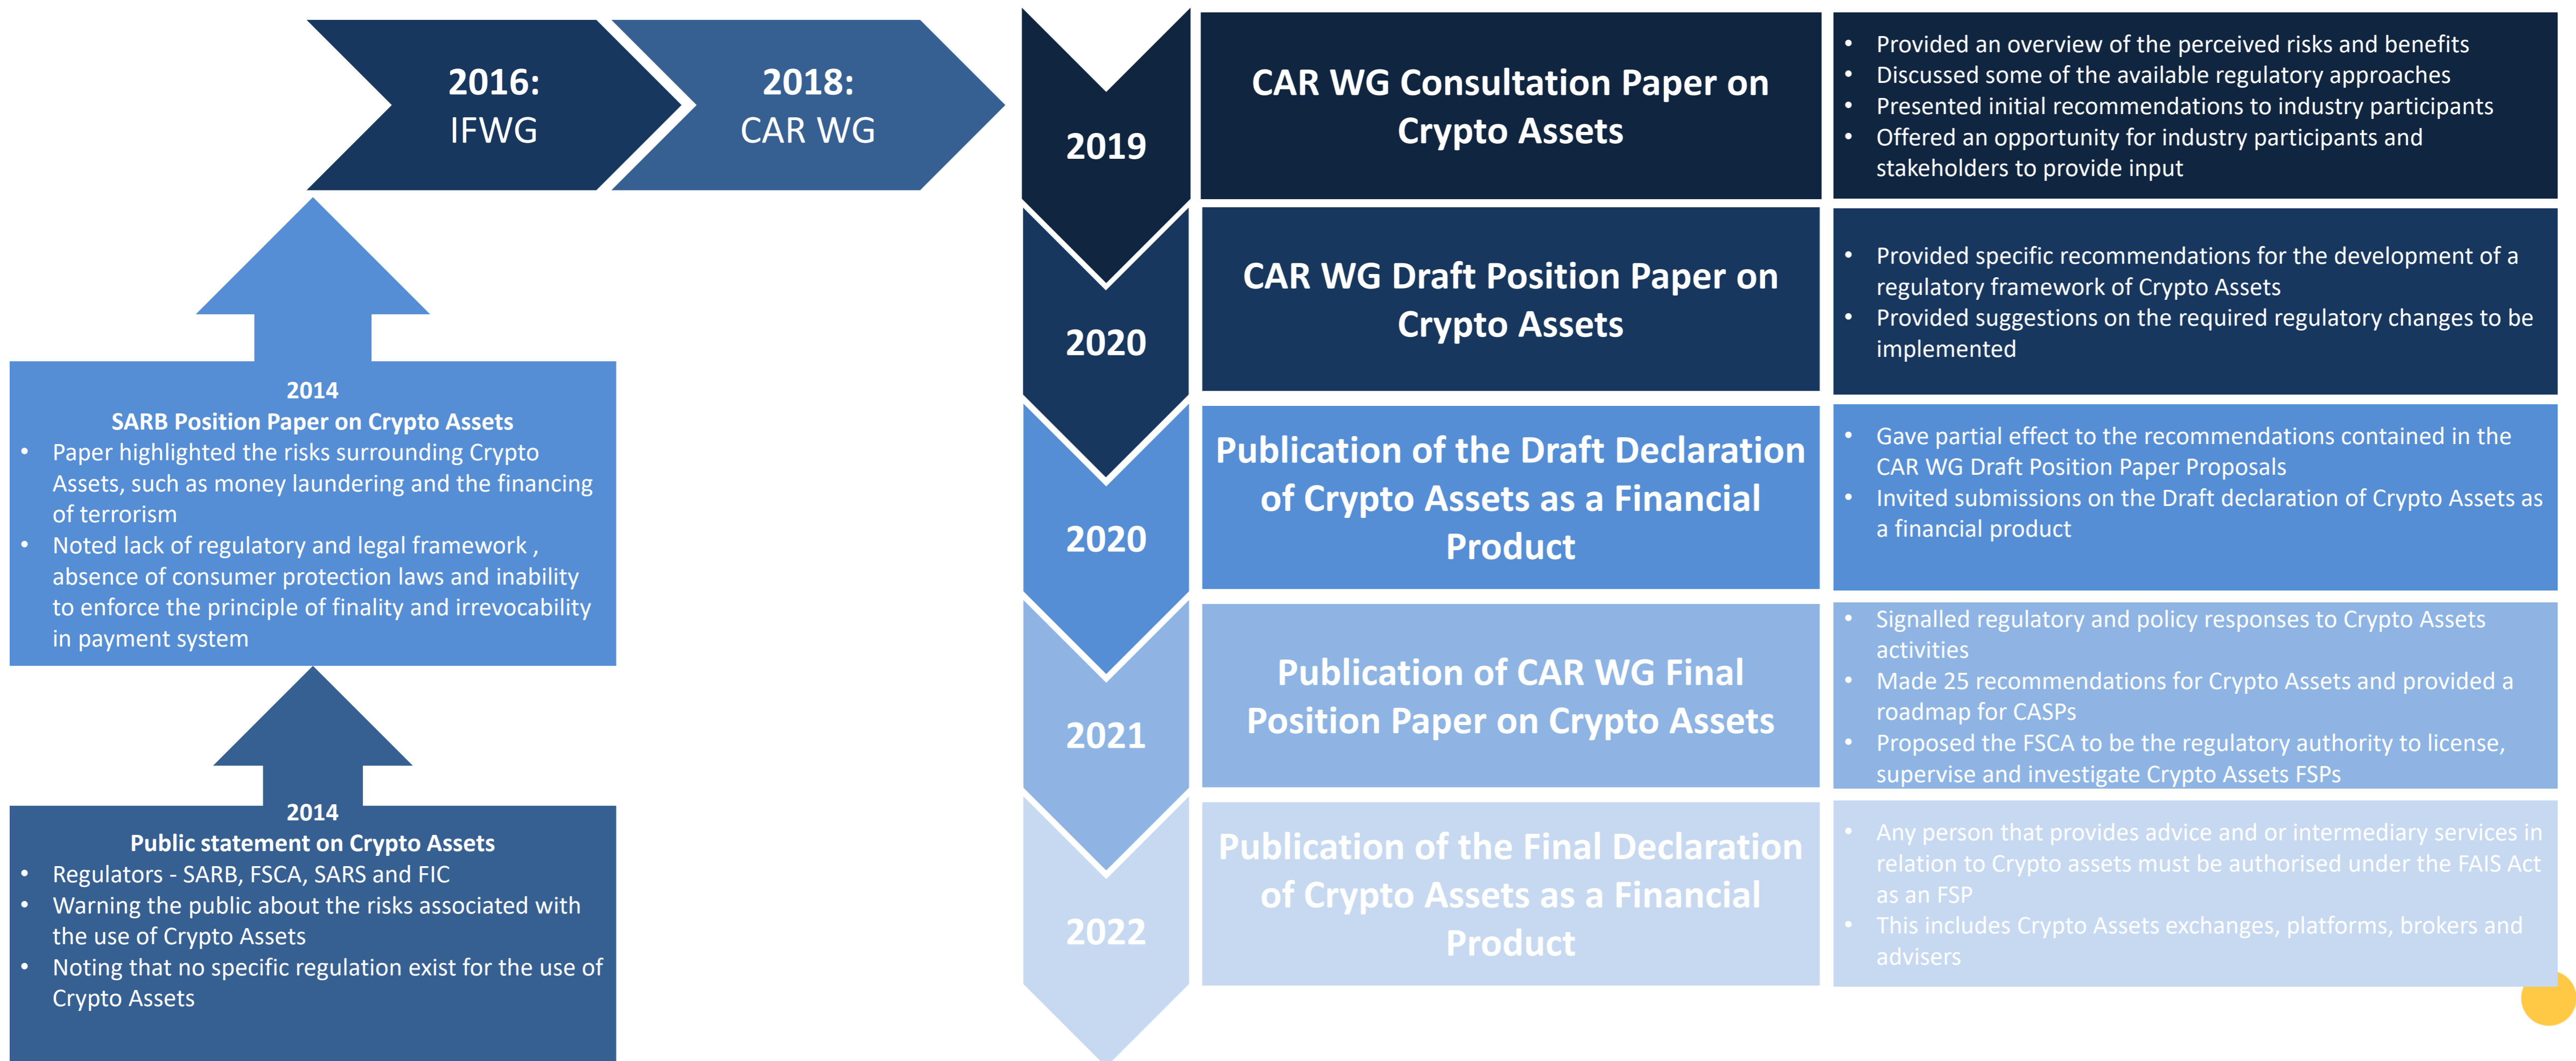 2016:
IFWG
2018:
CAR WG
2014
SARB Position Paper on Crypto Assets
• Paper highlighted the risks surrounding Crypto
Assets, such as money laundering and the financing
of terrorism
• Noted lack of regulatory and legal framework ,
absence of consumer protection laws and inability
to enforce the principle of finality and irrevocability
in payment system
2014
Public statement on Crypto Assets
• Regulators - SARB, FSCA, SARS and FIC
• Warning the public about the risks associated with
the use of Crypto Assets
• Noting that no specific regulation exist for the use of
Crypto Assets
2019
CAR WG Consultation Paper on
Crypto Assets
• Provided an overview of the perceived risks and benefits
• Discussed some of the available regulatory approaches
• Presented initial recommendations to industry participants
• Offered an opportunity for industry participants and
stakeholders to provide input
2020
CAR WG Draft Position Paper on
Crypto Assets
• Provided specific recommendations for the development of a
regulatory framework of Crypto Assets
• Provided suggestions on the required regulatory changes to be
implemented
2020
Publication of the Draft Declaration
of Crypto Assets as a Financial
Product
• Gave partial effect to the recommendations contained in the
CAR WG Draft Position Paper Proposals
• Invited submissions on the Draft declaration of Crypto Assets as
a financial product
2021
Publication of CAR WG Final
Position Paper on Crypto Assets
• Signalled regulatory and policy responses to Crypto Assets
activities
• Made 25 recommendations for Crypto Assets and provided a
roadmap for CASPs
• Proposed the FSCA to be the regulatory authority to license,
supervise and investigate Crypto Assets FSPs
2022
Publication of the Final Declaration
of Crypto Assets as a Financial
Product
• Any person that provides advice and or intermediary services in
relation to Crypto assets must be authorised under the FAIS Act
as an FSP
• This includes Crypto Assets exchanges, platforms, brokers and
advisers